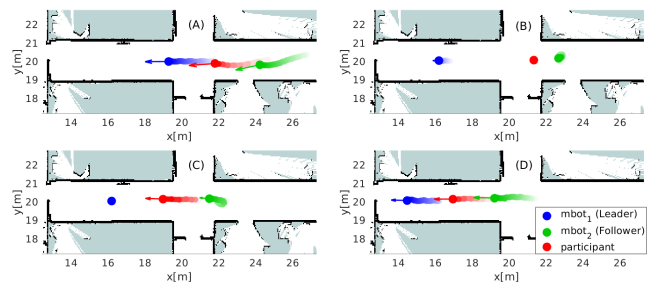 (A)
y[m]
22
21
20
19
18
14 16 18 20 22 24 26
x[m]
(B)
y[m]
22
21
20
19
18
14 16 18 20 22 24 26
x[m]
(C)
y[m]
22
21
20
19
18
14 16 18 20 22 24 26
x[m]
(D)
y[m]
22
21
20
19
18
14 16 18 20 22 24 26
x[m]
mbot₁ (Leader)
mbot₂ (Follower)
participant